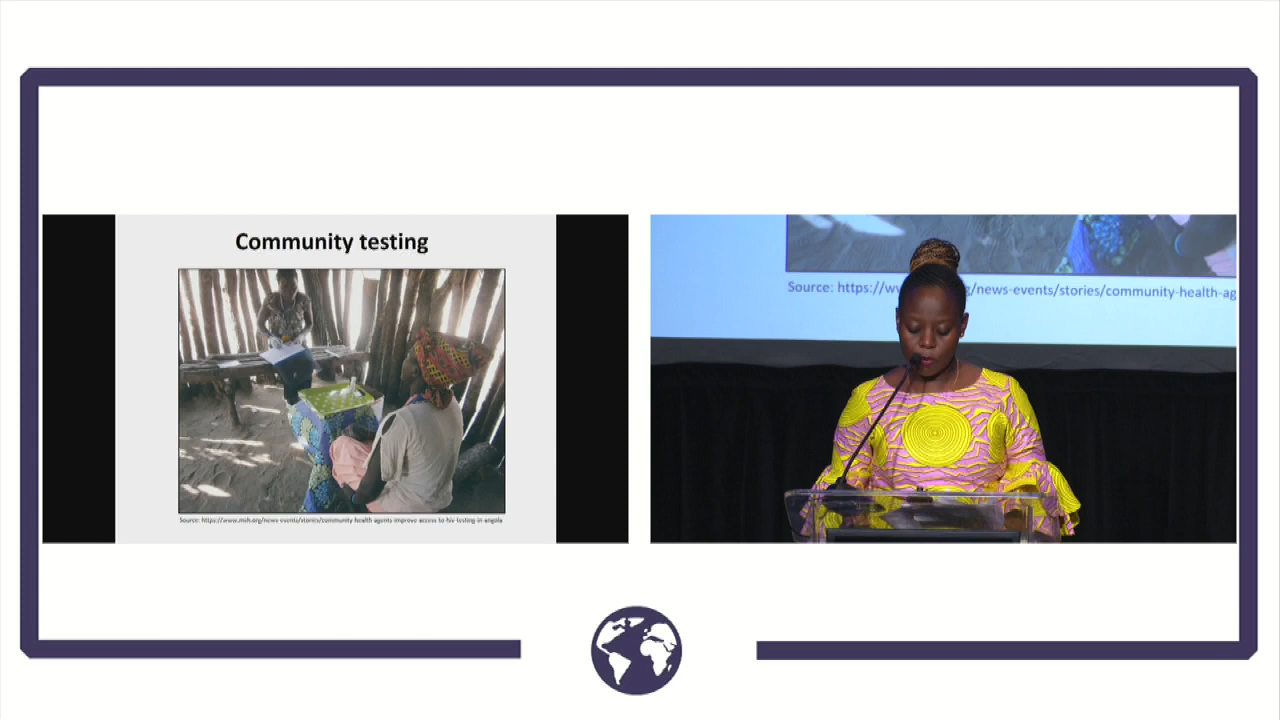 Community testing
Source: https://www.msh.org/news-events/stories/community-health-agents-improve-access-to-hiv-testing-in-angola
Source: https://w
g/news-events/stories/community-health-ag